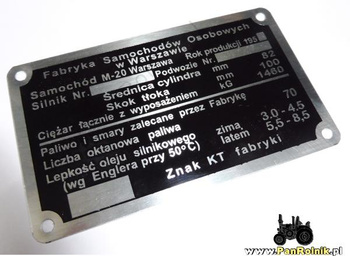 Fabryka Samochodów Osobowych
w Warszawie
Samochód M-20 Warszawa Rok produkcji 195
Silnik Nr. Podwozie Nr.
Średnica cylindra mm 82
Skok tłoka mm 100
Ciężar łącznie z wyposażeniem KG 1460
Paliwo i smary zalecane przez Fabrykę
Liczba oktanowa paliwa 70
Lepkość oleju silnikowego zimą 3.0-4.5
(wg Englera przy 50°C) latem 5,5-8,5
Znak KT fabryki
www.PanRolnik.pl